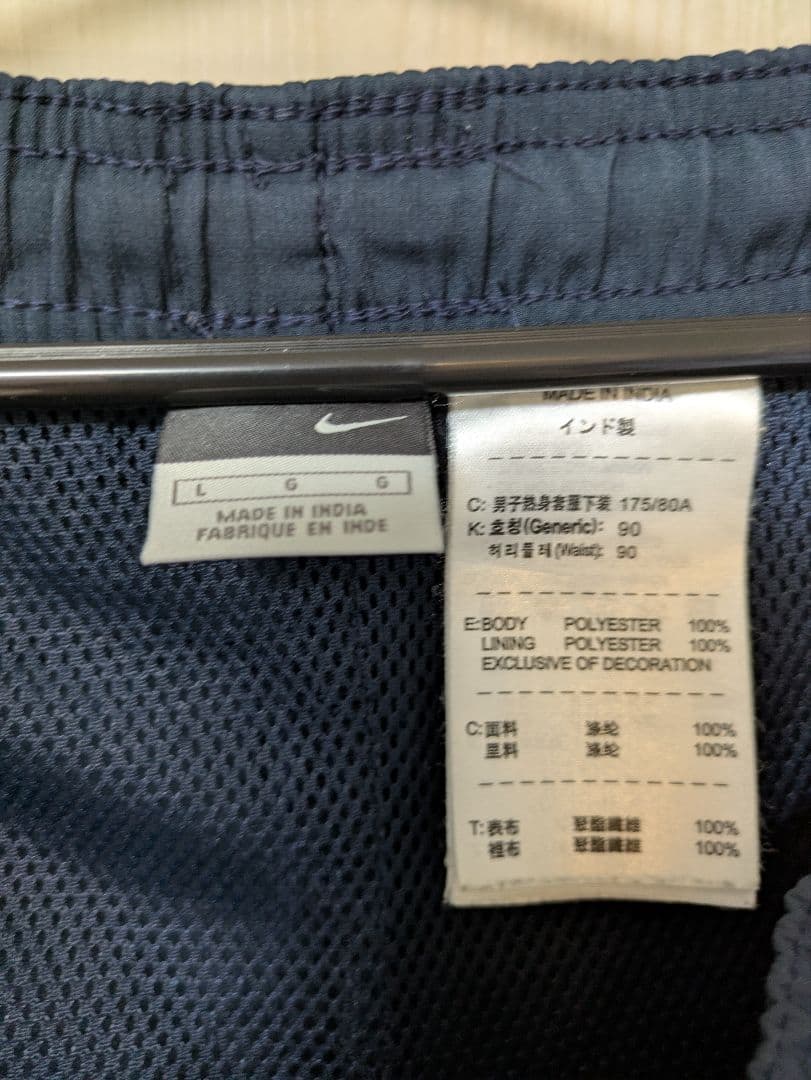 L G G
MADE IN INDIA
FABRIQUE EN INDE
MADE IN INDIA
インド製
C: 男子热身套服下装 175/80A
K: 호칭(Generic): 90
허리둘레(Waist): 90
E:BODY POLYESTER 100%
LINING POLYESTER 100%
EXCLUSIVE OF DECORATION
C:面料 涤纶 100%
里料 涤纶 100%
T:表布 聚酯纖維 100%
裡布 聚酯纖維 100%